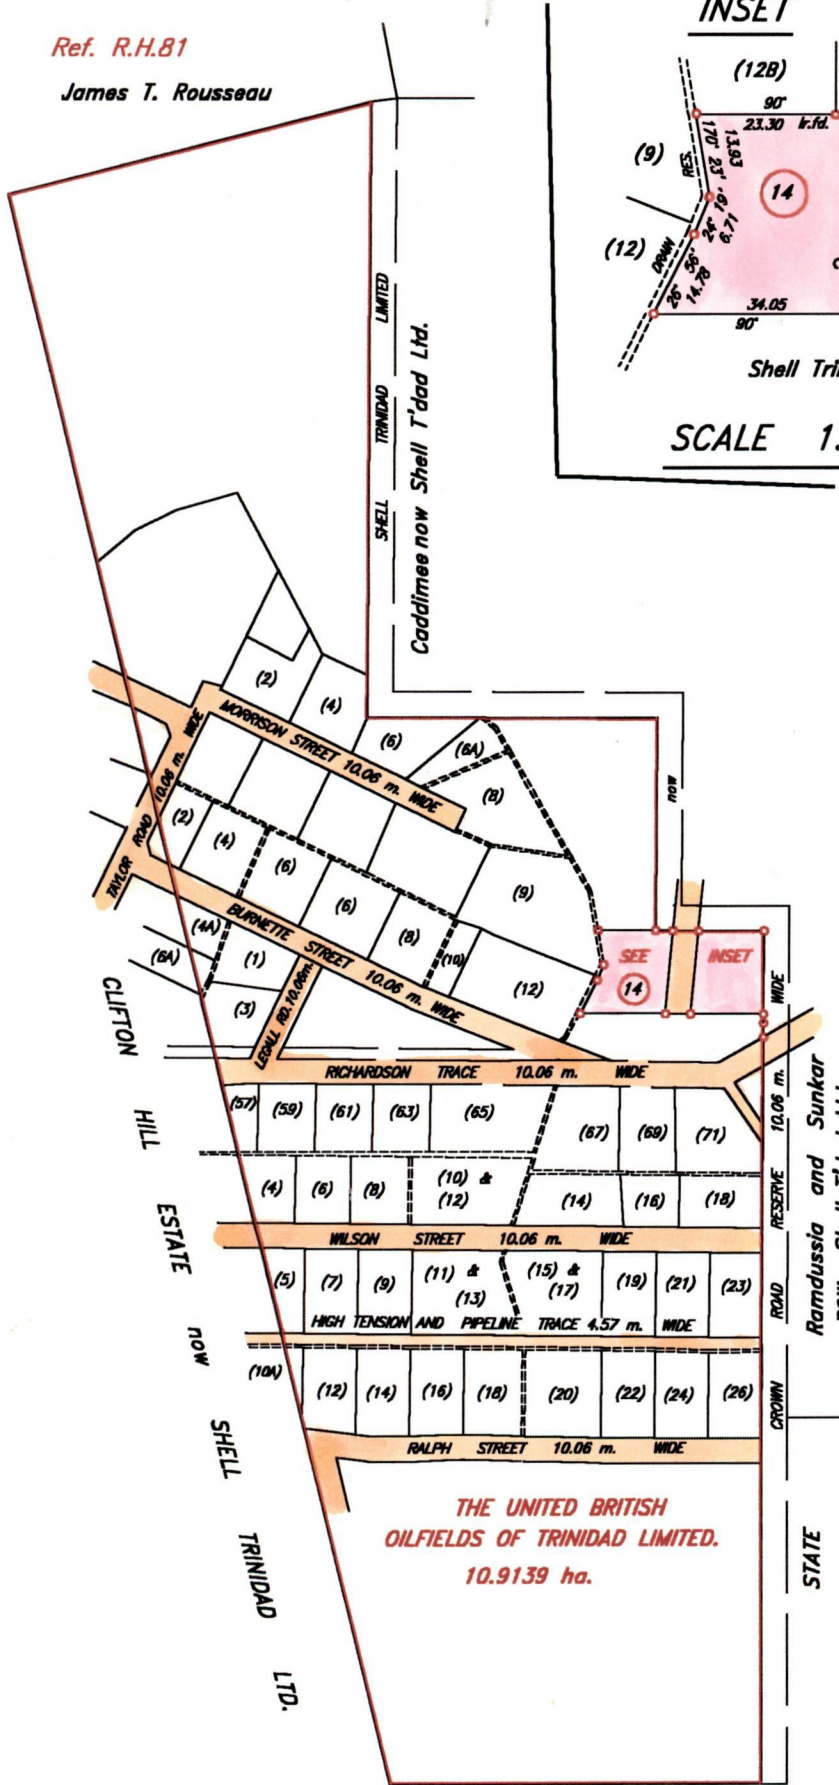 Ref. R.H.81
James T. Rousseau
INSET
(12B)
90°
23.30 Ir.fd.
(9)
RES.
170° 23'
13.93
14
24° 19'
6.71
(12)
DRAIN
26° 56'
14.78
34.05
90°
SCALE
Shell
SHELL TRINIDAD LIMITED
Caddimee now Shell T'dad Ltd.
(2)
(4)
(6)
(6A)
(8)
MORRISON STREET 10.06 m. WIDE
TAYLOR ROAD 10.06 m. WIDE
(2)
(4)
(6)
(6)
(8)
(9)
(10)
(12)
(4A)
(6A)
BURNETTE STREET 10.06 m. WIDE
(1)
(3)
LEGALL RD. 10.06m.
now
SEE INSET
14
RICHARDSON TRACE 10.06 m. WIDE
(57) (59) (61) (63) (65) (67) (69) (71)
(4) (6) (8) (10) & (12) (14) (16) (18)
WILSON STREET 10.06 m. WIDE
(5) (7) (9) (11) & (13) (15) & (17) (19) (21) (23)
HIGH TENSION AND PIPELINE TRACE 4.57 m. WIDE
(10A) (12) (14) (16) (18) (20) (22) (24) (26)
RALPH STREET 10.06 m. WIDE
CROWN ROAD RESERVE 10.06 m. WIDE
Ramdussia and Sunkar
STATE
CLIFTON HILL ESTATE now SHELL TRINIDAD LTD.
THE UNITED BRITISH
OILFIELDS OF TRINIDAD LIMITED.
10.9139 ha.